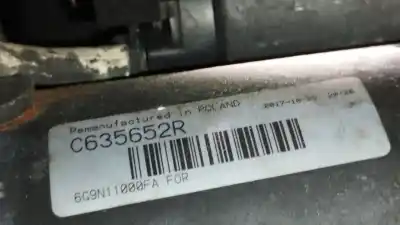 Remanufactured in POLAND
C635652R
6G9N11000FA FOR